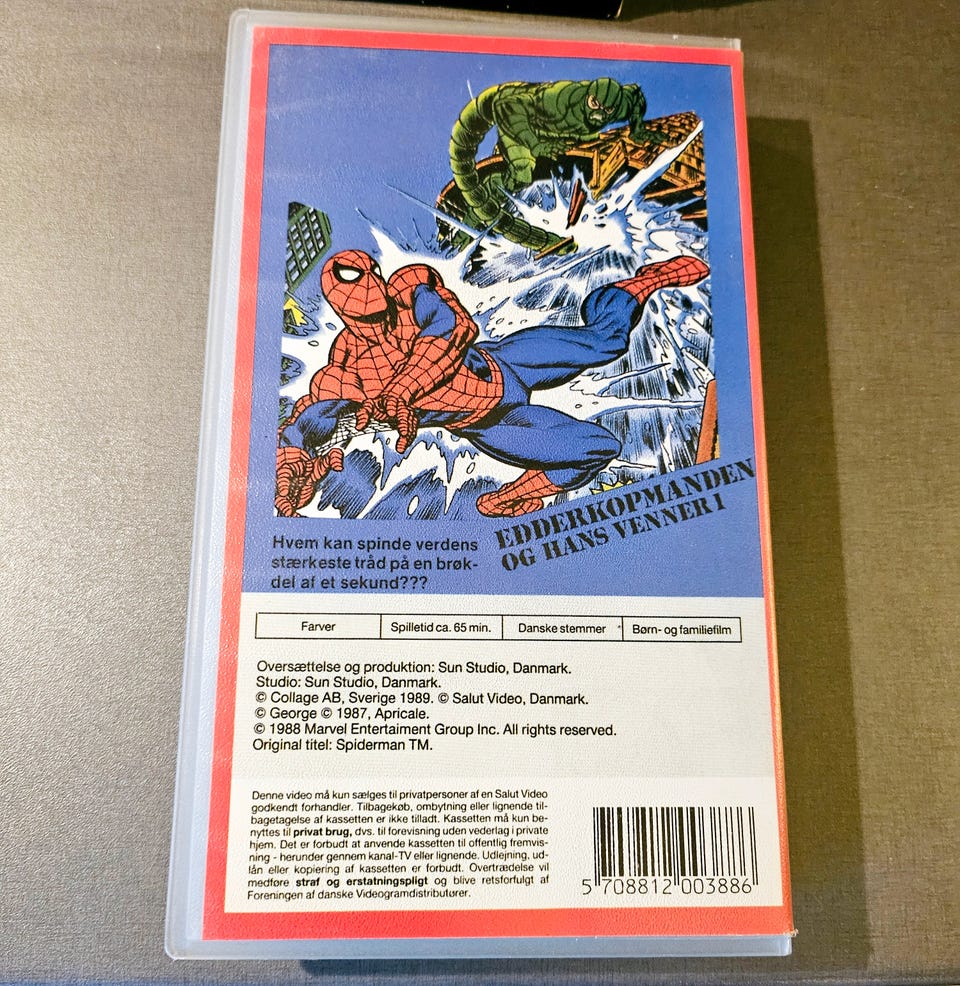 EDDERKOPMANDEN
OG HANS VENNER 1
Hvem kan spinde verdens
stærkeste tråd på en brøk-
del af et sekund???
Farver
Spilletid ca. 65 min.
Danske stemmer
Børn- og familiefilm
Oversættelse og produktion: Sun Studio, Danmark.
Studio: Sun Studio, Danmark.
© Collage AB, Sverige 1989. © Salut Video, Danmark.
© George © 1987, Apricale.
© 1988 Marvel Entertaiment Group Inc. All rights reserved.
Original titel: Spiderman TM.
Denne video må kun sælges til privatpersoner af en Salut Video
godkendt forhandler. Tilbagekøb, ombytning eller lignende til-
bagetagelse af kassetten er ikke tilladt. Kassetten må kun be-
nyttes til privat brug, dvs. til forevisning uden vederlag i private
hjem. Det er forbudt at anvende kassetten til offentlig fremvis-
ning - herunder gennem kanal-TV eller lignende. Udlejning, ud-
lån eller kopiering af kassetten er forbudt. Overtrædelse vil
medføre straf og erstatningspligt og blive retsforfulgt af
Foreningen af danske Videogramdistributører.
5 708812 003886